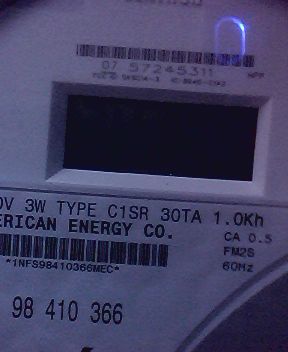 07 57245311
0V 3W TYPE C1SR 30TA 1.0Kh
ERICAN ENERGY CO.
CA 0.5
FM2S
60Hz
*1NFS98410366MEC*
98 410 366